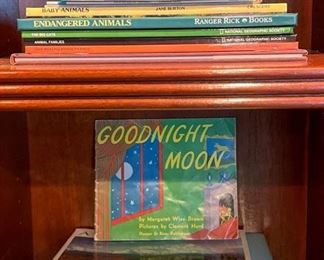 BABY ANIMALS JANE BURTON CRESCENT
ENDANGERED ANIMALS RANGER RICK BOOKS
THE BIG CATS NATIONAL GEOGRAPHIC SOCIETY
ANIMAL FAMILIES NATIONAL GEOGRAPHIC SOCIETY
GOODNIGHT
MOON
by Margaret Wise Brown
Pictures by Clement Hurd